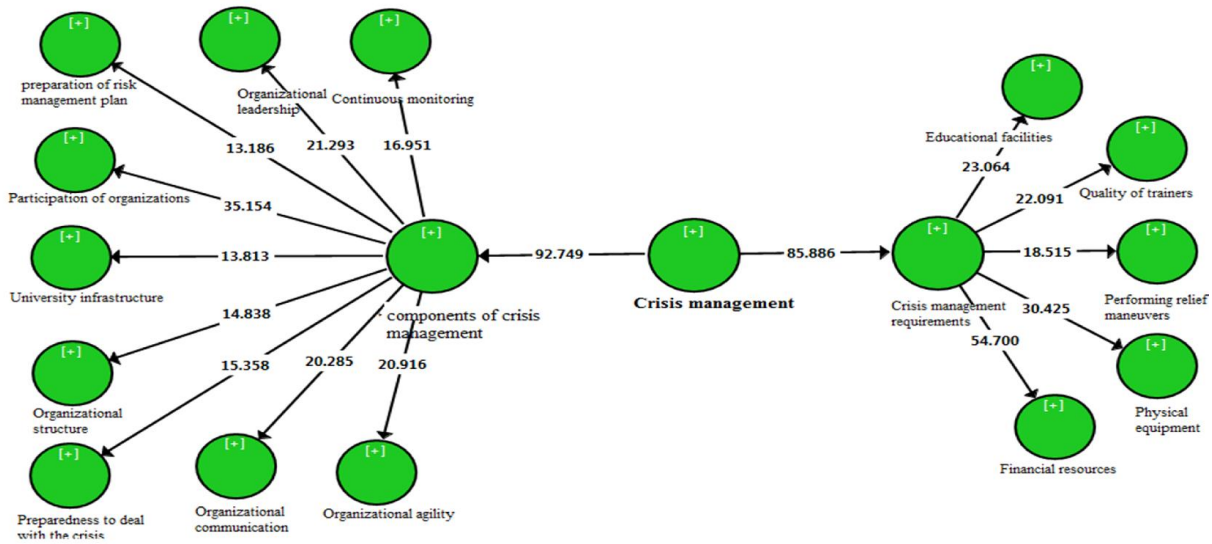 [+]
[+]
[+]
preparation of risk
management plan
Organizational
leadership
Continuous monitoring
13.186
21.293
16.951
[+]
Participation of organizations
35.154
[+]
University infrastructure
13.813
[+]
Organizational
structure
14.838
[+]
Preparedness to deal
with the crisis
15.358
[+]
Organizational
communication
20.285
[+]
Organizational agility
20.916
[+]
components of crisis
management
92.749
[+]
Crisis management
85.886
[+]
Crisis management
requirements
[+]
Educational facilities
23.064
[+]
Quality of trainers
22.091
[+]
Performing relief
maneuvers
18.515
[+]
Physical
equipment
30.425
[+]
Financial resources
54.700